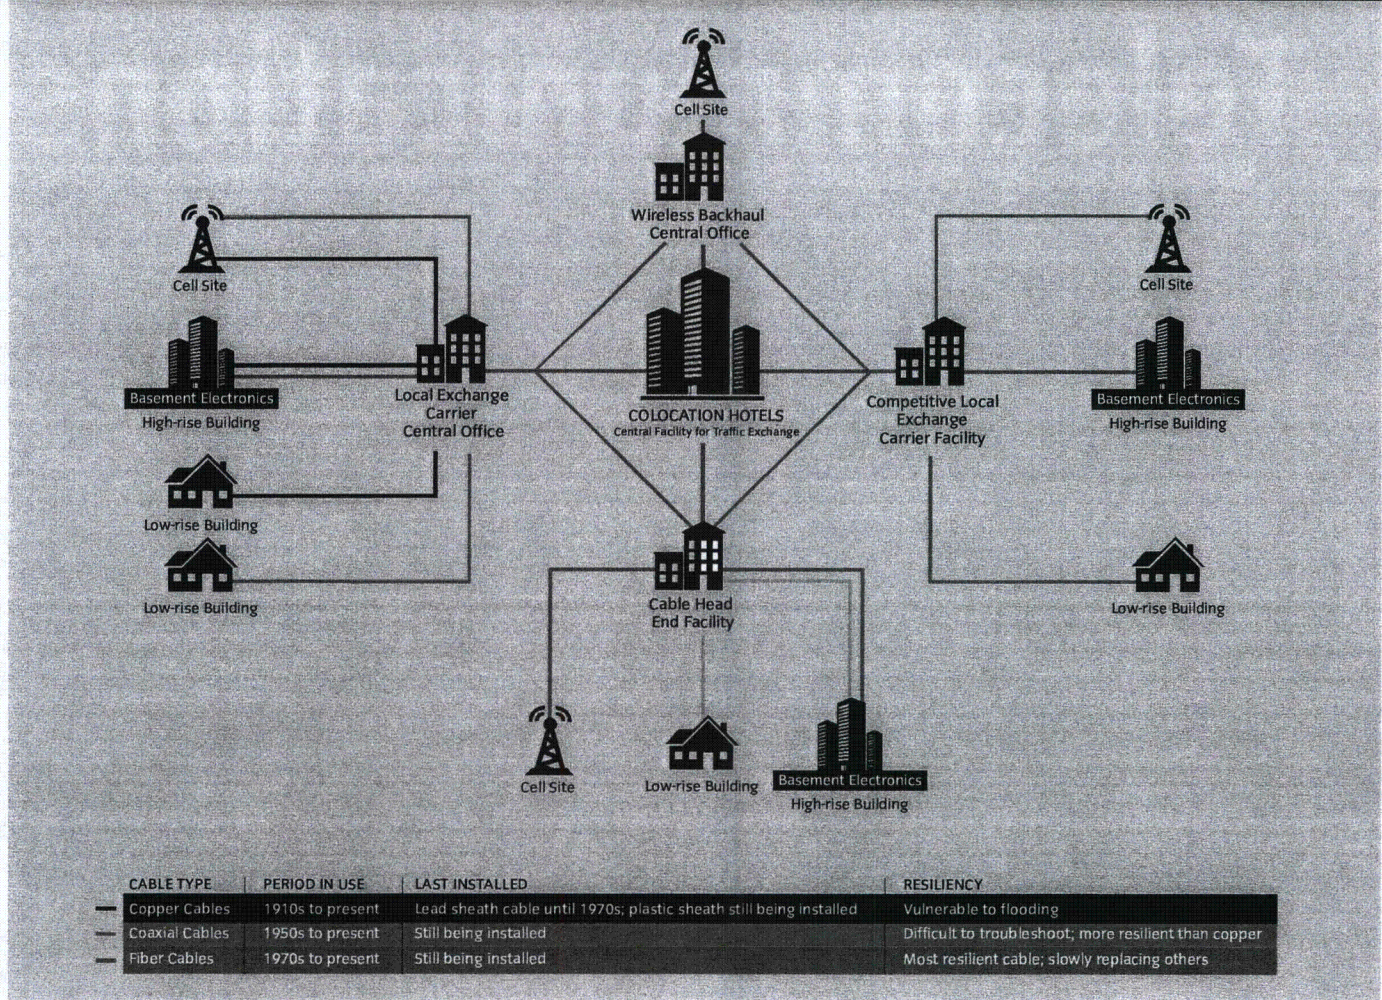 Cell Site
Wireless Backhaul
Central Office
Cell Site
Cell Site
Basement Electronics
High-rise Building
Local Exchange
Carrier
Central Office
COLOCATION HOTELS
Central Facility for Traffic Exchange
Competitive Local
Exchange
Carrier Facility
Basement Electronics
High-rise Building
Low-rise Building
Low-rise Building
Cable Head
End Facility
Low-rise Building
Cell Site
Low-rise Building
Basement Electronics
High-rise Building
CABLE TYPE PERIOD IN USE LAST INSTALLED RESILIENCY
Copper Cables 1910s to present Lead sheath cable until 1970s; plastic sheath still being installed Vulnerable to flooding
Coaxial Cables 1950s to present Still being installed Difficult to troubleshoot; more resilient than copper
Fiber Cables 1970s to present Still being installed Most resilient cable; slowly replacing others